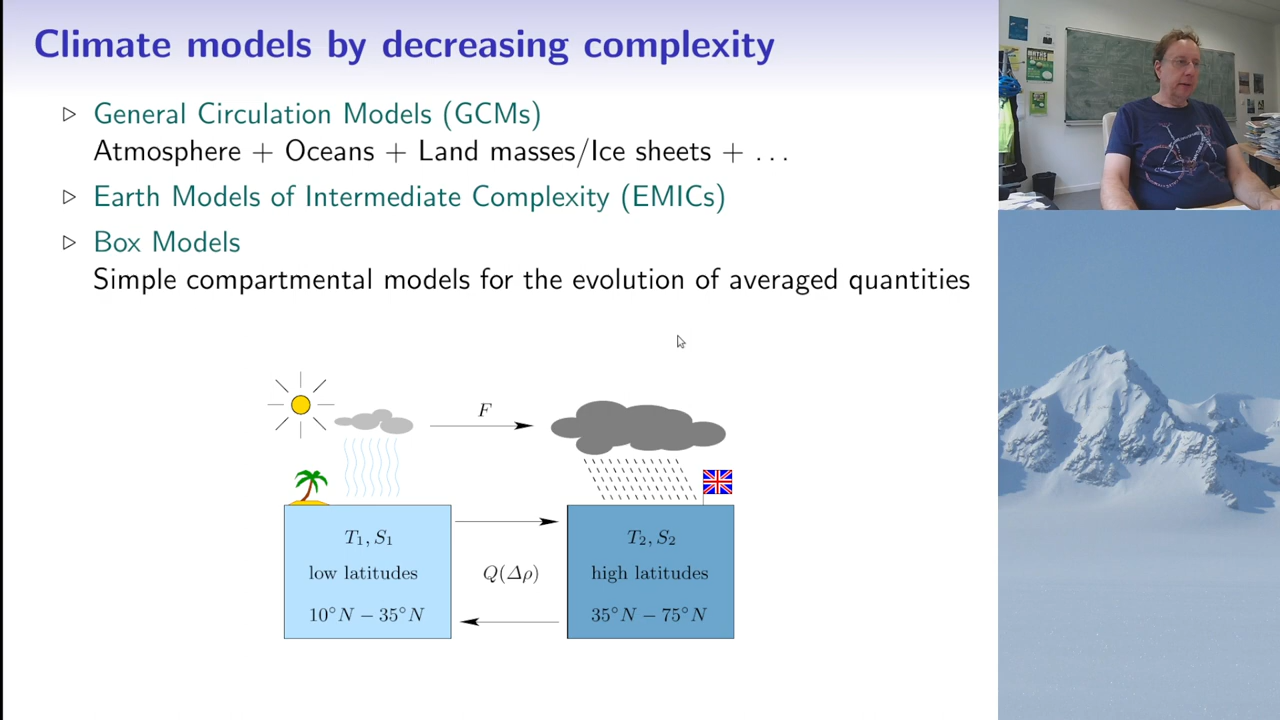 Climate models by decreasing complexity
▷ General Circulation Models (GCMs)
Atmosphere + Oceans + Land masses/Ice sheets + ...
▷ Earth Models of Intermediate Complexity (EMICs)
▷ Box Models
Simple compartmental models for the evolution of averaged quantities
F
T₁, S₁
low latitudes
10°N − 35°N
Q(Δρ)
T₂, S₂
high latitudes
35°N − 75°N